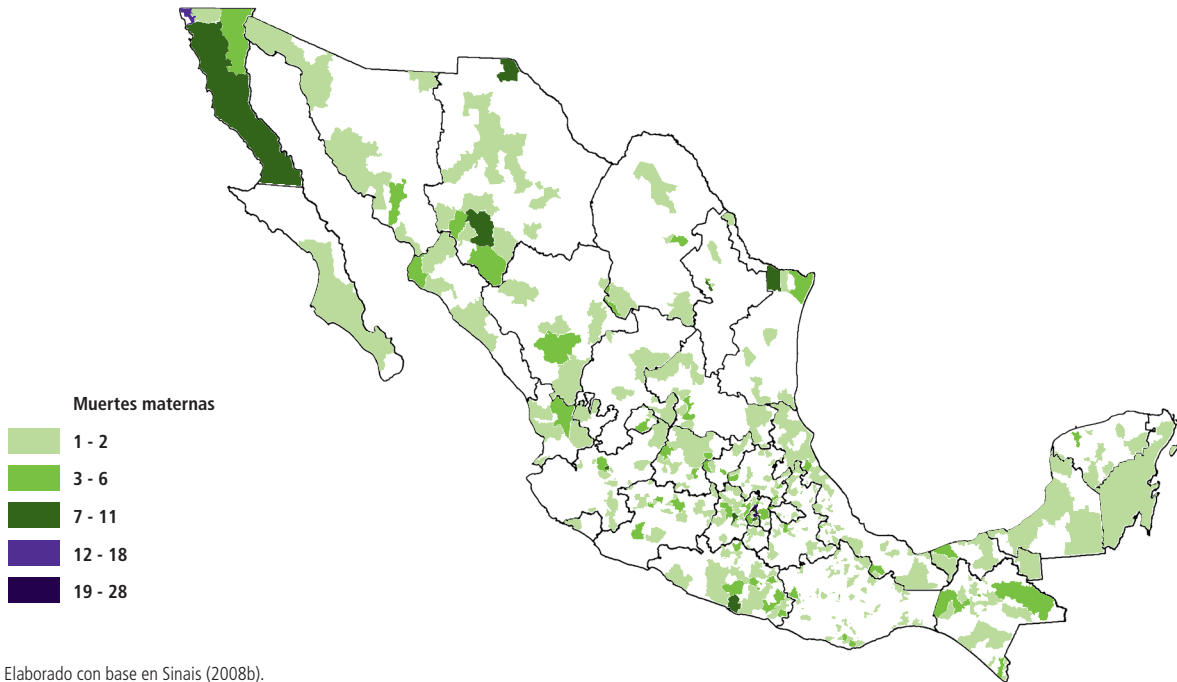 Muertes maternas
1 - 2
3 - 6
7 - 11
12 - 18
19 - 28
Elaborado con base en Sinais (2008b).